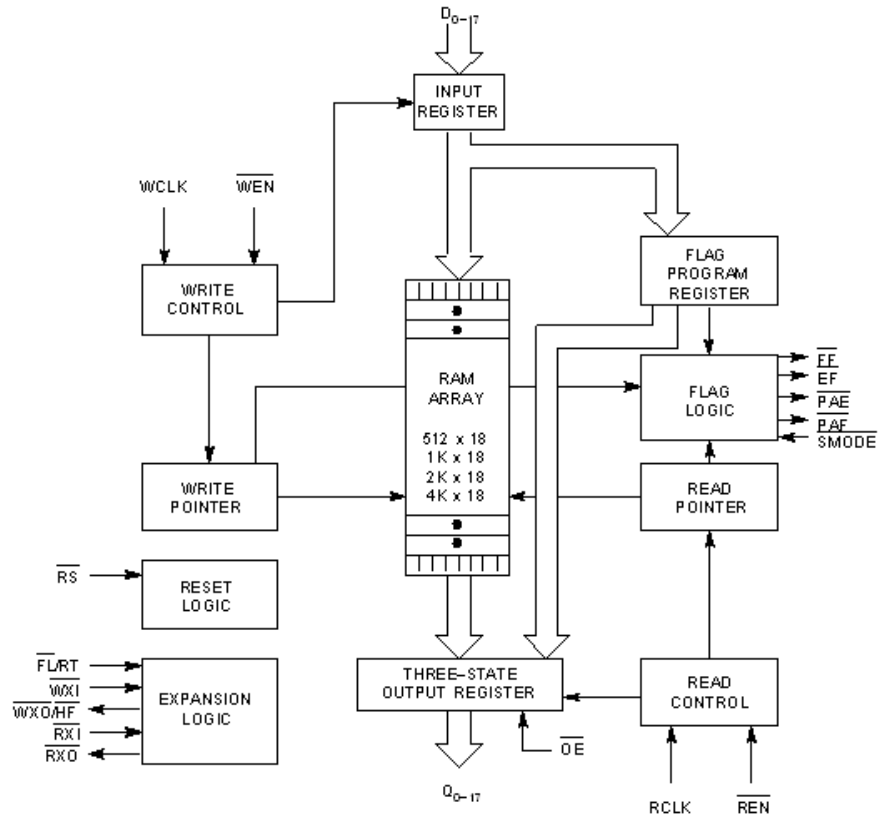 D0–17
INPUT
REGISTER
WCLK
WEN
WRITE
CONTROL
FLAG
PROGRAM
REGISTER
RAM
ARRAY
512 x 18
1K x 18
2K x 18
4K x 18
FLAG
LOGIC
FF
EF
PAE
PAF
SMODE
WRITE
POINTER
READ
POINTER
RS
RESET
LOGIC
FL/RT
WXI
WXO/HF
RXI
RXO
EXPANSION
LOGIC
THREE–STATE
OUTPUT REGISTER
READ
CONTROL
OE
Q0–17
RCLK
REN